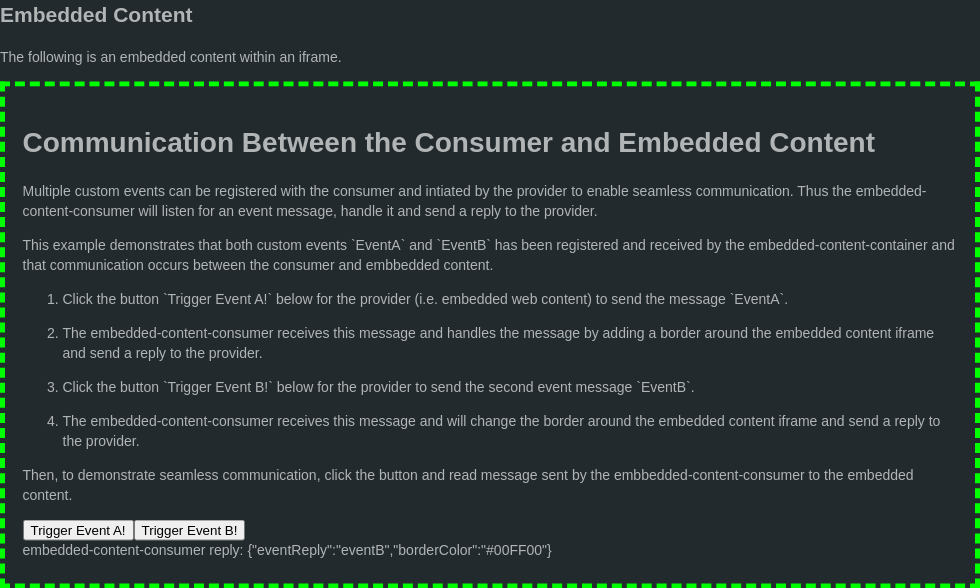 Embedded Content
The following is an embedded content within an iframe.
Communication Between the Consumer and Embedded Content
Multiple custom events can be registered with the consumer and intiated by the provider to enable seamless communication. Thus the embedded-
content-consumer will listen for an event message, handle it and send a reply to the provider.
This example demonstrates that both custom events `EventA` and `EventB` has been registered and received by the embedded-content-container and
that communication occurs between the consumer and embbedded content.
1. Click the button `Trigger Event A!` below for the provider (i.e. embedded web content) to send the message `EventA`.
2. The embedded-content-consumer receives this message and handles the message by adding a border around the embedded content iframe
and send a reply to the provider.
3. Click the button `Trigger Event B!` below for the provider to send the second event message `EventB`.
4. The embedded-content-consumer receives this message and will change the border around the embedded content iframe and send a reply to
the provider.
Then, to demonstrate seamless communication, click the button and read message sent by the embbedded-content-consumer to the embedded
content.
Trigger Event A! Trigger Event B!
embedded-content-consumer reply: {"eventReply":"eventB","borderColor":"#00FF00"}